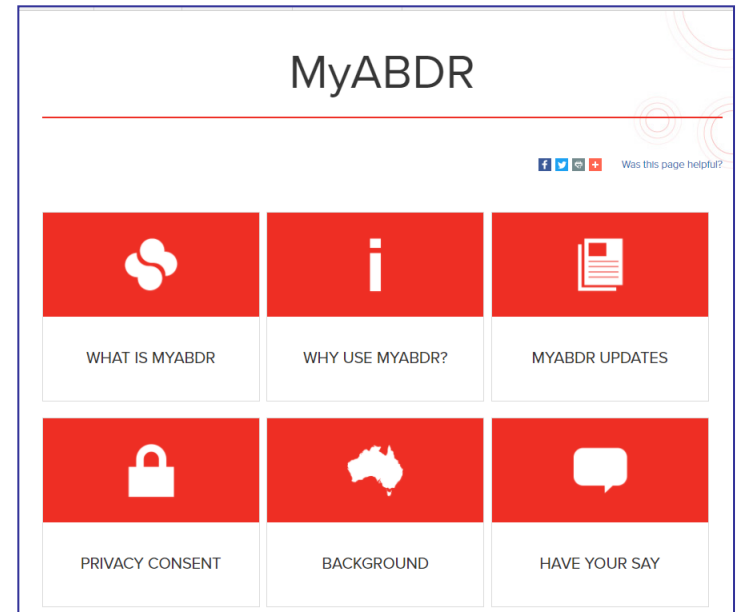 MyABDR
Was this page helpful?
WHAT IS MYABDR
WHY USE MYABDR?
MYABDR UPDATES
PRIVACY CONSENT
BACKGROUND
HAVE YOUR SAY